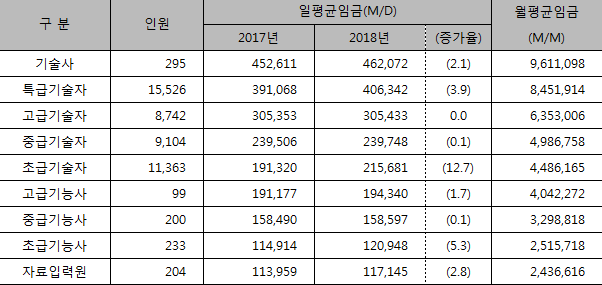 구 분 인원 일평균임금(M/D) 월평균임금
2017년 2018년 (증가율) (M/M)
기술사 295 452,611 462,072 (2.1) 9,611,098
특급기술자 15,526 391,068 406,342 (3.9) 8,451,914
고급기술자 8,742 305,353 305,433 0.0 6,353,006
중급기술자 9,104 239,506 239,748 (0.1) 4,986,758
초급기술자 11,363 191,320 215,681 (12.7) 4,486,165
고급기능사 99 191,177 194,340 (1.7) 4,042,272
중급기능사 200 158,490 158,597 (0.1) 3,298,818
초급기능사 233 114,914 120,948 (5.3) 2,515,718
자료입력원 204 113,959 117,145 (2.8) 2,436,616